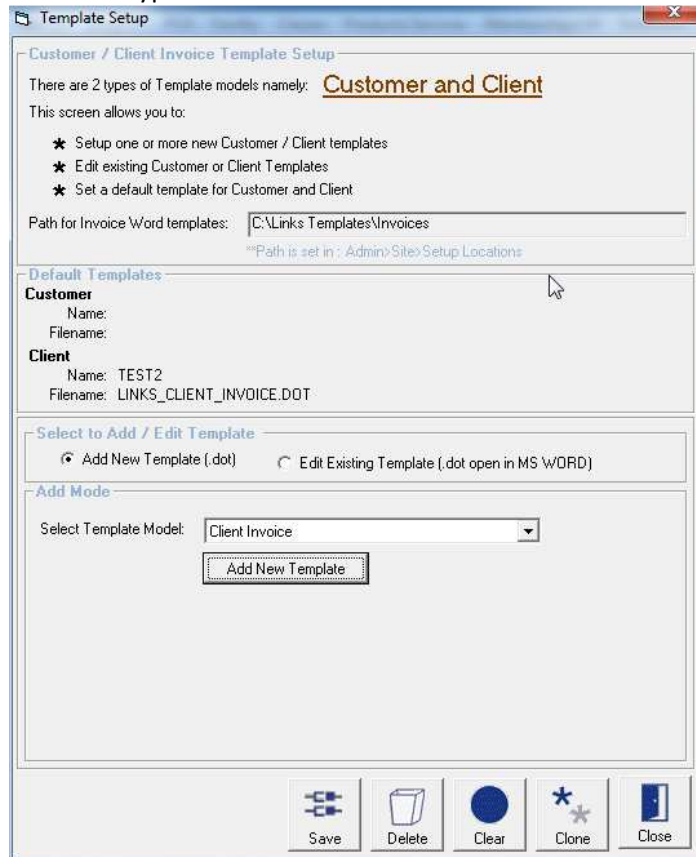 Template Setup
Customer / Client Invoice Template Setup
There are 2 types of Template models namely: Customer and Client
This screen allows you to:
* Setup one or more new Customer / Client templates
* Edit existing Customer or Client Templates
* Set a default template for Customer and Client
Path for Invoice Word templates: C:\Links Templates\Invoices
**Path is set in : Admin>Site>Setup Locations
Default Templates
Customer
Name:
Filename:
Client
Name: TEST2
Filename: LINKS_CLIENT_INVOICE.DOT
Select to Add / Edit Template
Add New Template (.dot) Edit Existing Template (.dot open in MS WORD)
Add Mode
Select Template Model: Client Invoice
Add New Template
Save Delete Clear Clone Close